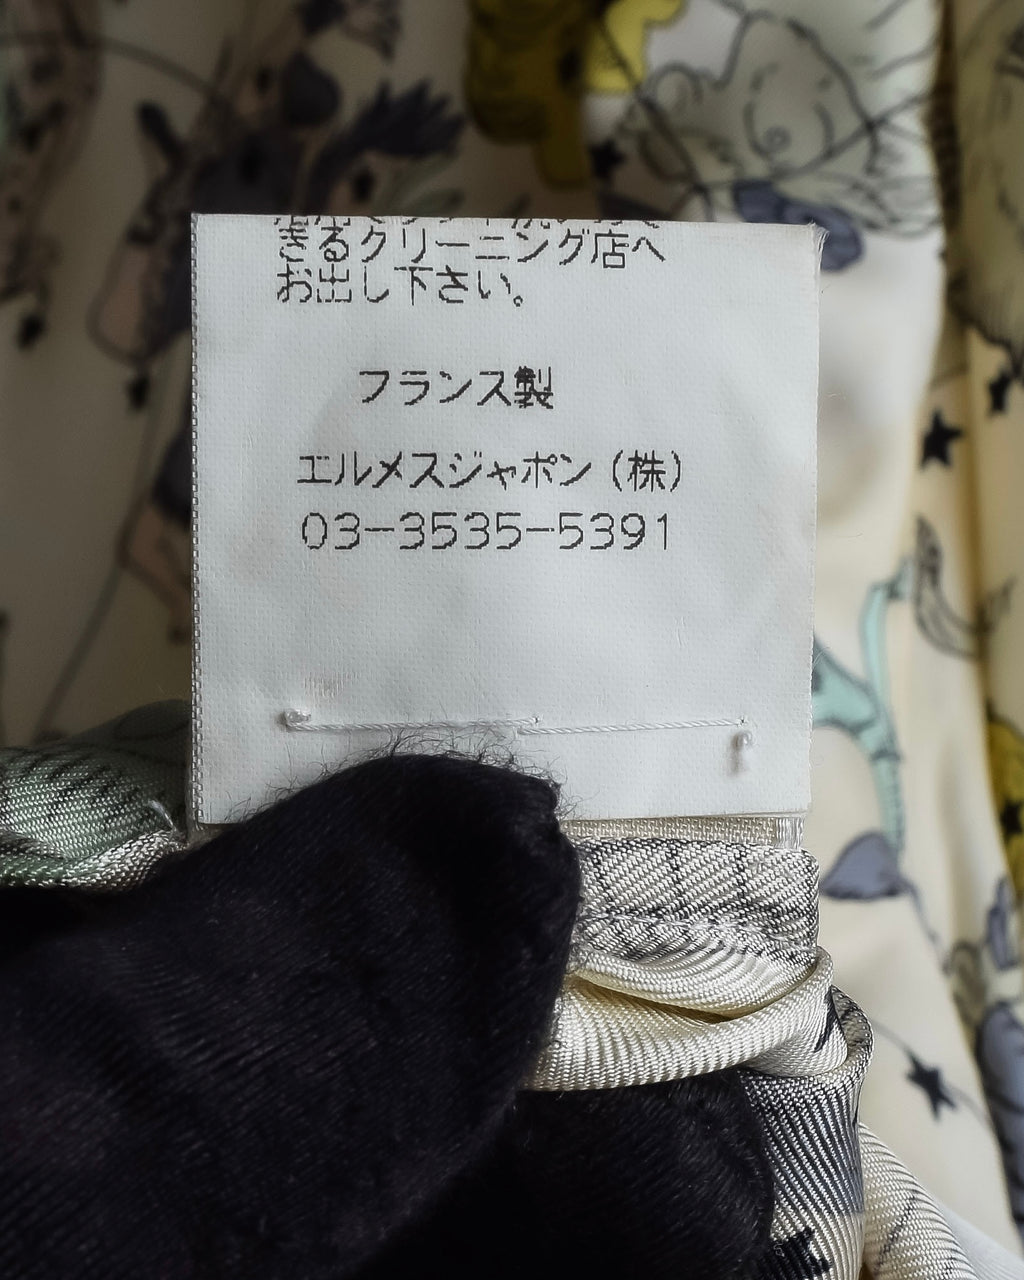 きるクリーニング店へ
お出し下さい。
フランス製
エルメスジャポン（株）
03-3535-5391